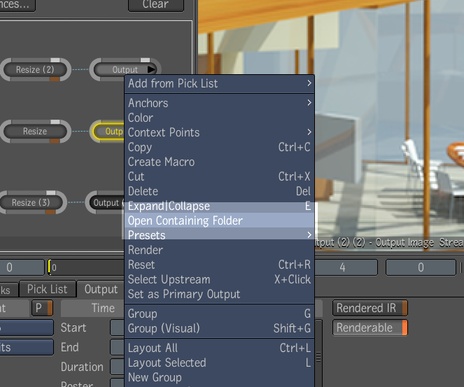 nces...
Clear
Resize (2)
Output
Add from Pick List
Anchors
Color
Resize
Outp
Context Points
Copy Ctrl+C
Create Macro
Cut Ctrl+X
Delete Del
Resize (3)
Output (
Expand|Collapse E
Open Containing Folder
Presets
tput (2) (2) - Output Image Strea
Render
0
0
Reset Ctrl+R
4
0
Select Upstream X+Click
ks
Pick List
Output
Set as Primary Output
nt
P
Time
Rendered IR
Group G
Start
Group (Visual) Shift+G
Renderable
its
End
Layout All Ctrl+L
Duration
Layout Selected L
New Group